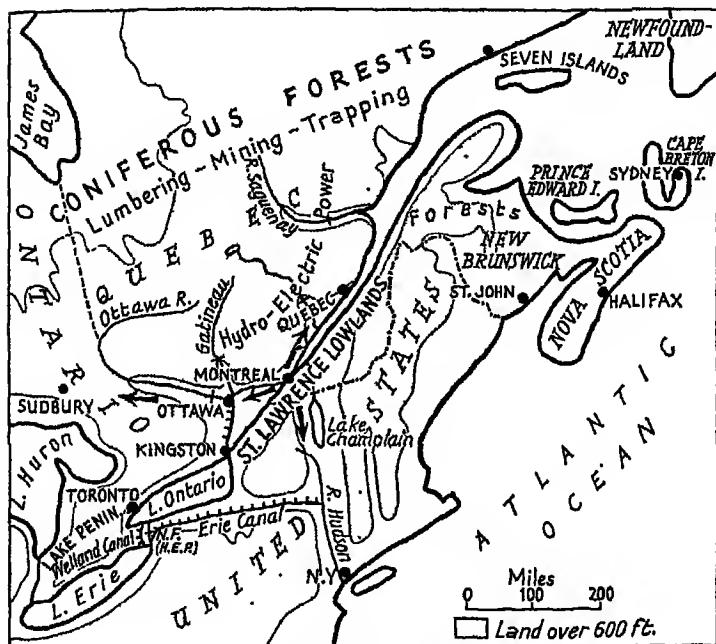 NEWFOUND-
LAND
SEVEN ISLANDS
James
Bay
CONIFEROUS FORESTS
Lumbering - Mining - Trapping
CAPE
BRETON
I.
SYDNEY
PRINCE
EDWARD I.
R. Saguenay
Power
Forests
QUEBEC
ONTARIO
NEW
BRUNSWICK
NOVA SCOTIA
Ottawa R.
Gatineau
Hydro-Electric
QUEBEC
ST. JOHN
HALIFAX
MONTREAL
ST. LAWRENCE LOWLANDS
SUDBURY
OTTAWA
Lake
Champlain
UNITED STATES
KINGSTON
L. Huron
TORONTO
L. Ontario
LAKE PENIN.
Welland Canal
N.F.
(H.E.P.)
Erie Canal
R. Hudson
L. Erie
N.Y.
ATLANTIC
OCEAN
Miles
0 100 200
Land over 600 ft.